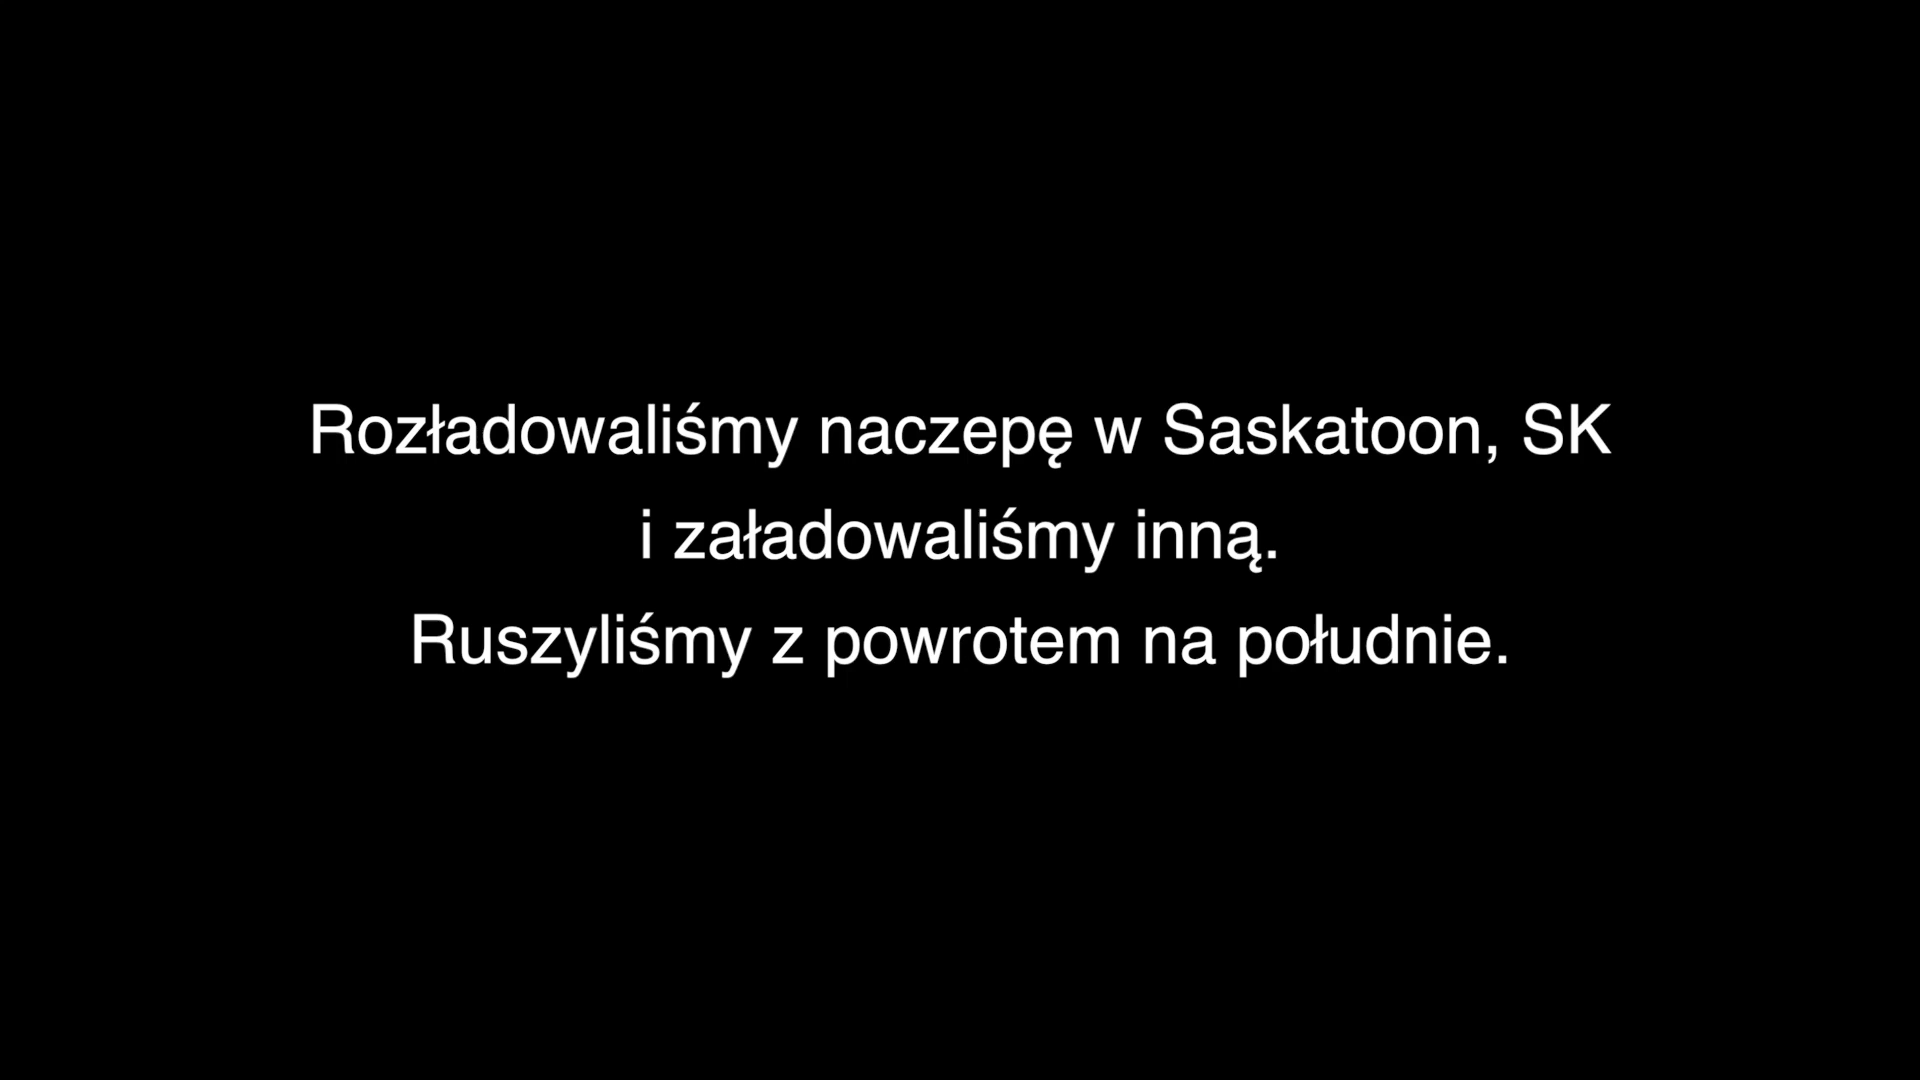 Rozładowaliśmy naczepę w Saskatoon, SK
i załadowaliśmy inną.
Ruszyliśmy z powrotem na południe.